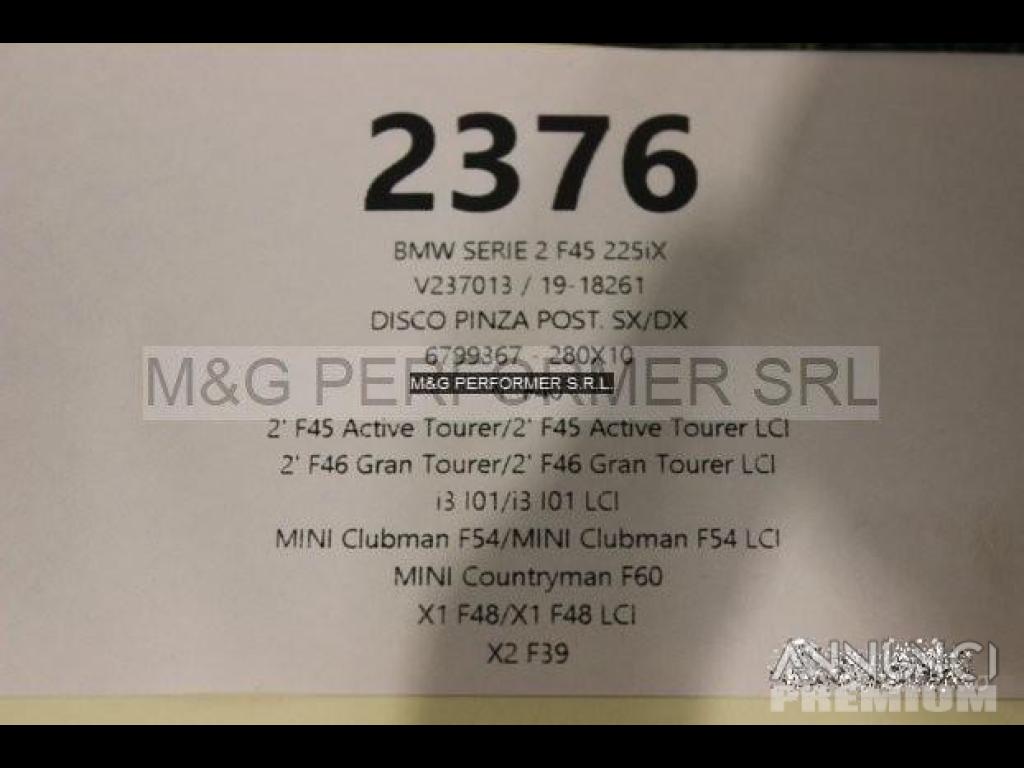 2376
BMW SERIE 2 F45 225iX
V237013 / 19-18261
DISCO PINZA POST. SX/DX
6799367 - 280X10
M&G PERFORMER SRL
M&G PERFORMER S.R.L.
2' F45 Active Tourer/2' F45 Active Tourer LCI
2' F46 Gran Tourer/2' F46 Gran Tourer LCI
i3 I01/i3 I01 LCI
MINI Clubman F54/MINI Clubman F54 LCI
MINI Countryman F60
X1 F48/X1 F48 LCI
X2 F39
ANNUNCI
PREMIUM